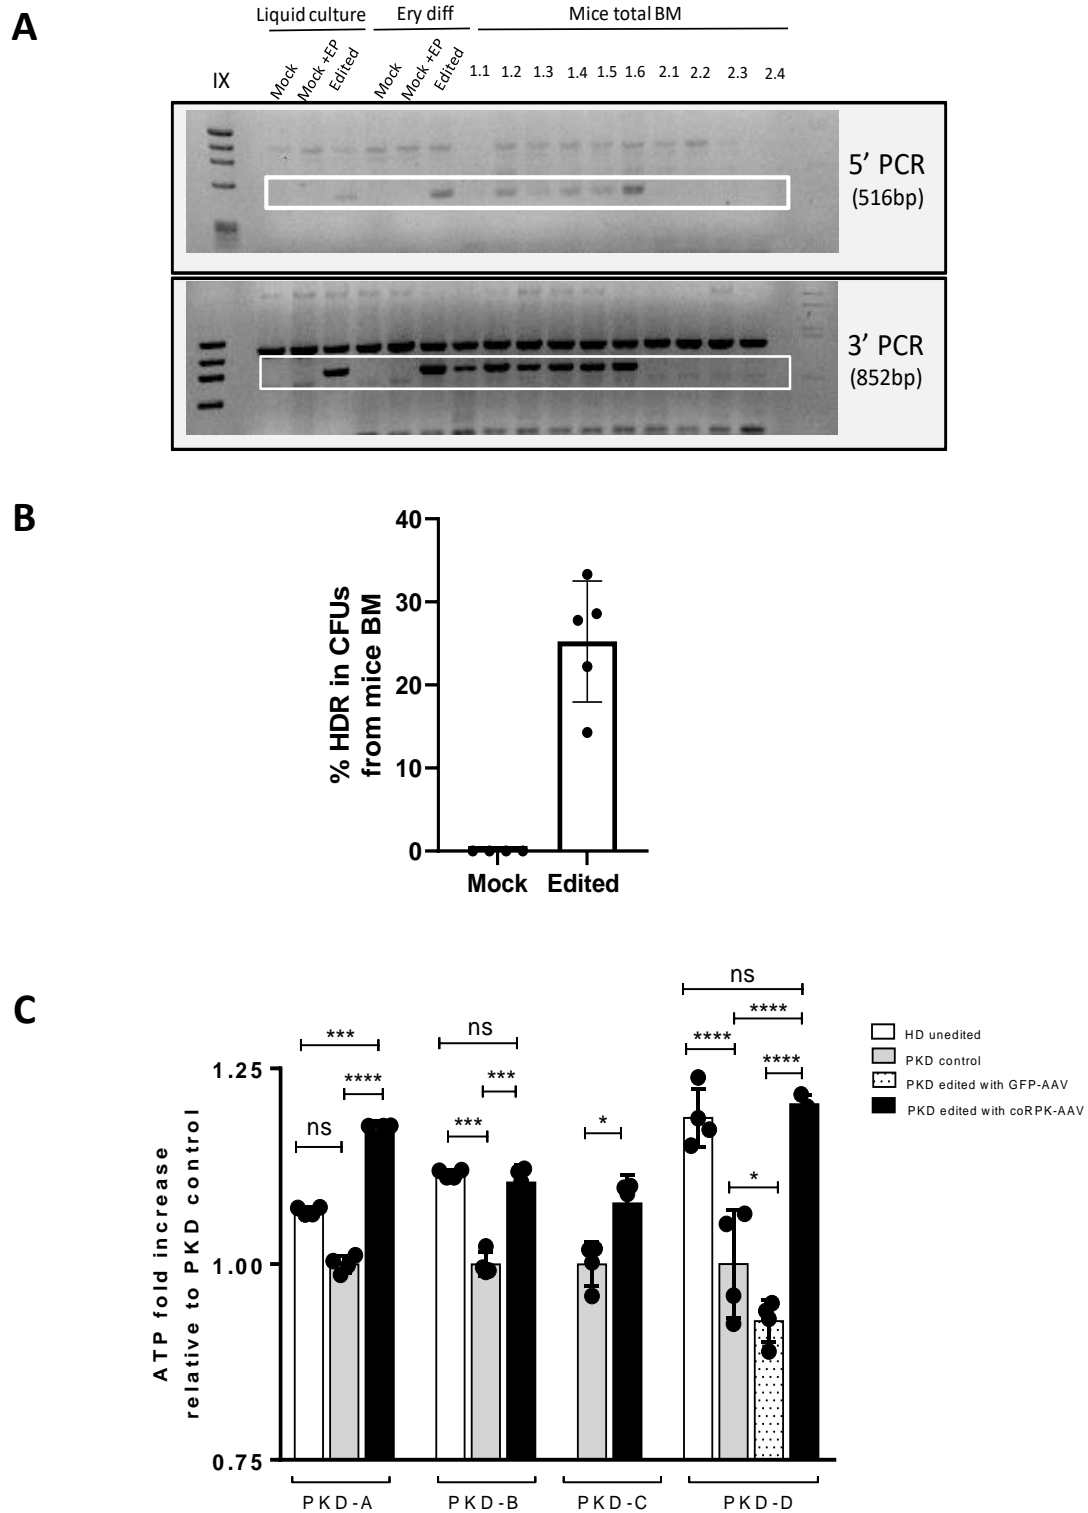 A
Liquid culture Ery diff Mice total BM
IX Mock Mock +EP Edited Mock Mock +EP Edited 1.1 1.2 1.3 1.4 1.5 1.6 2.1 2.2 2.3 2.4
5’ PCR
(516bp)
3’ PCR
(852bp)
B
% HDR in CFUs
from mice BM
40
30
20
10
0
Mock Edited
C
ATP fold increase
relative to PKD control
1.25
1.00
0.75
ns
***
****
ns
***
***
*
ns
****
****
****
*
HD unedited
PKD control
PKD edited with GFP-AAV
PKD edited with coRPK-AAV
PKD-A PKD-B PKD-C PKD-D